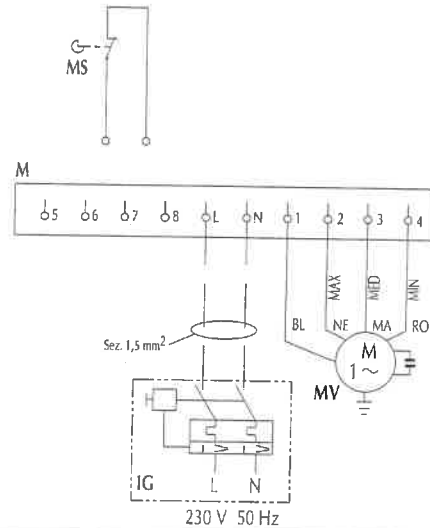 MS
M
5 6 7 8 L N 1 2 3 4
MAX MED MIN
BL NE MA RO
Sez. 1,5 mm²
M
1 ~
MV
IG
L N
230 V 50 Hz